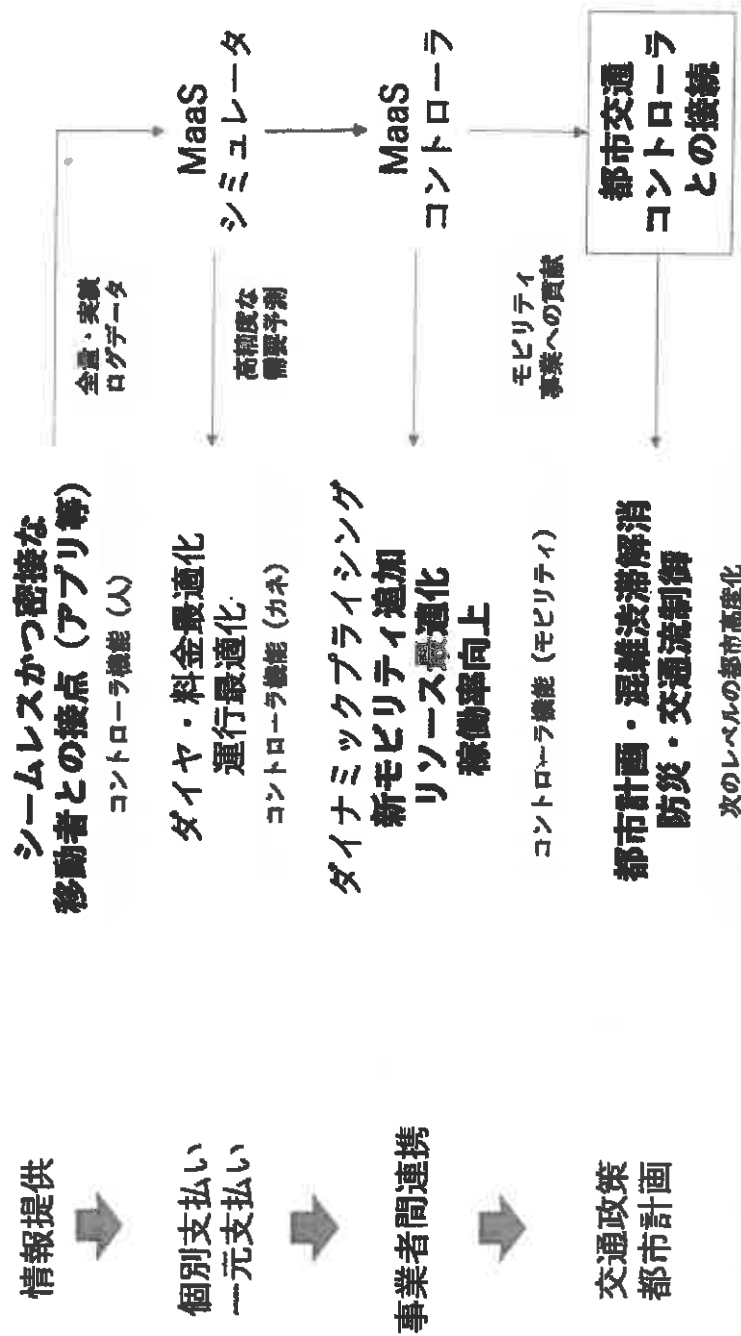 情報提供
個別支払い
一元支払い
事業者間連携
交通政策
都市計画
シームレスかつ密接な
移動者との接点（アプリ等）
コントローラ機能（人）
ダイヤ・料金最適化
運行最適化
コントローラ機能（カネ）
ダイナミックプライシング
新モビリティ追加
リソース最適化
稼働率向上
コントローラ機能（モビリティ）
都市計画・混雑渋滞解消
防災・交通流制御
次のレベルの都市高度化
全量・実績
ログデータ
高精度な
需要予測
モビリティ
事業への貢献
MaaS
シミュレータ
MaaS
コントローラ
都市交通
コントローラ
との接続